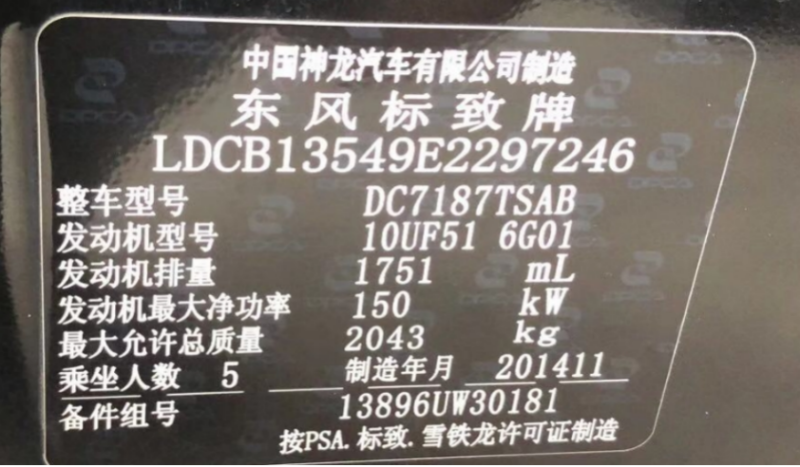 中国神龙汽车有限公司制造
东风标致牌
LDCB13549E2297246
整车型号 DC7187TSAB
发动机型号 10UF51 6G01
发动机排量 1751 mL
发动机最大净功率 150 kW
最大允许总质量 2043 kg
乘坐人数 5 制造年月 201411
备件组号 13896UW30181
按PSA.标致.雪铁龙许可证制造